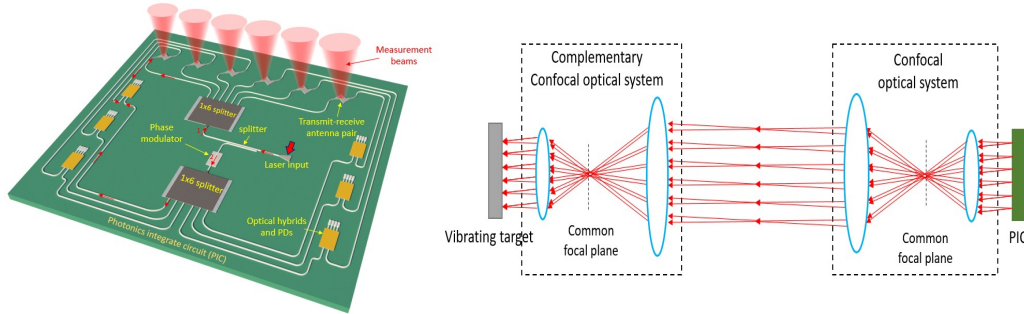 Measurement
beams
1x6 splitter
Transmit-receive
antenna pair
splitter
Phase
modulator
Laser input
1x6 splitter
Optical hybrids
and PDs
Photonics integrate circuit (PIC)
Complementary
Confocal optical system
Confocal
optical system
Vibrating target
Common
focal plane
Common
focal plane
PIC